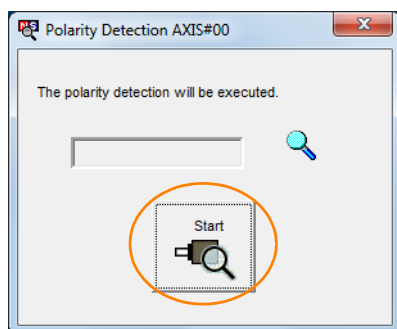 Polarity Detection AXIS#00
The polarity detection will be executed.
Start